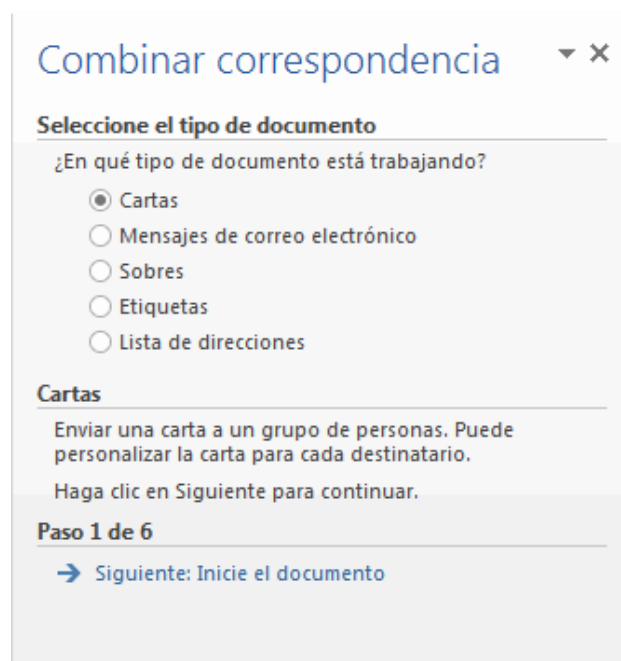 Combinar correspondencia
Seleccione el tipo de documento
¿En qué tipo de documento está trabajando?
Cartas
Mensajes de correo electrónico
Sobres
Etiquetas
Lista de direcciones
Cartas
Enviar una carta a un grupo de personas. Puede
personalizar la carta para cada destinatario.
Haga clic en Siguiente para continuar.
Paso 1 de 6
Siguiente: Inicie el documento